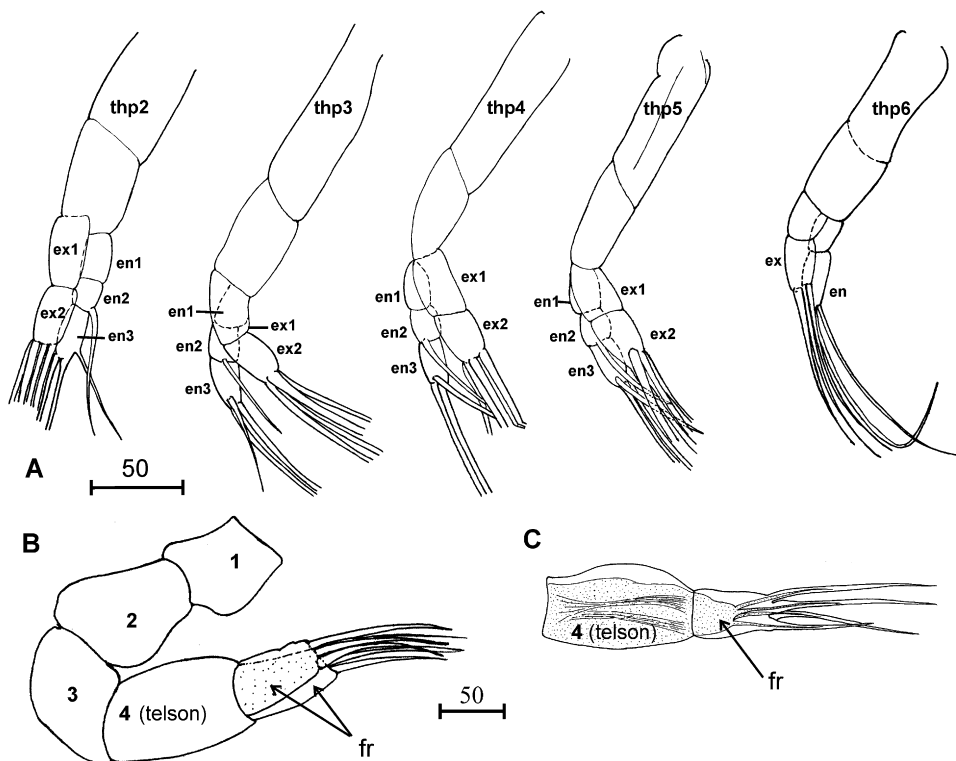 thp2
thp3
thp4
thp5
thp6
ex1
en1
ex2
en2
en3
en1
ex1
en2
ex2
en3
en1
ex1
en2
ex2
en3
en1
ex1
en2
ex2
en3
ex
en
A
50
B
1
2
3
4 (telson)
fr
50
C
4 (telson)
fr